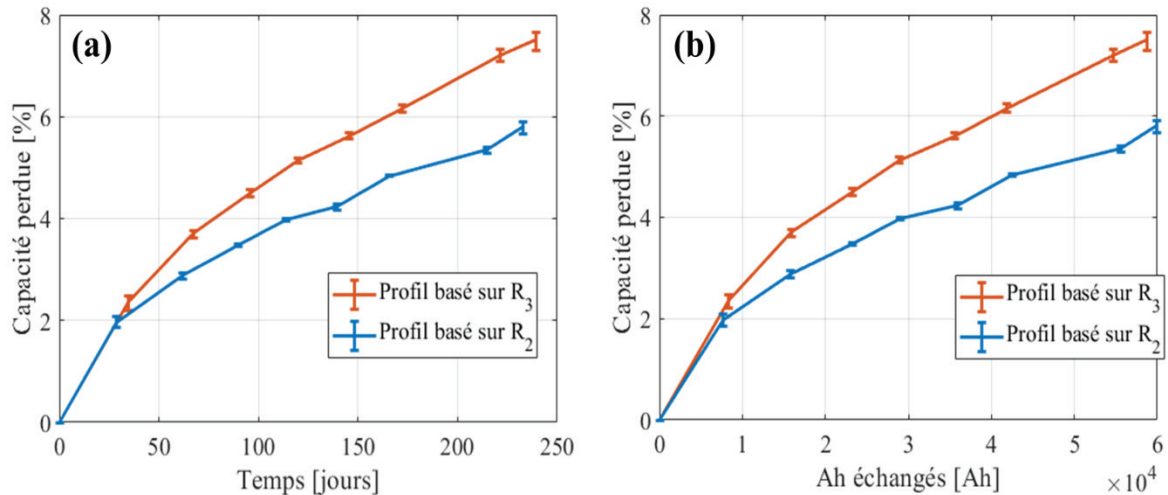 (a)
Capacité perdue [%]
8
6
4
2
0
0 50 100 150 200 250
Temps [jours]
Profil basé sur R3
Profil basé sur R2
(b)
Capacité perdue [%]
8
6
4
2
0
0 1 2 3 4 5 6
×10^4
Ah échangés [Ah]
Profil basé sur R3
Profil basé sur R2